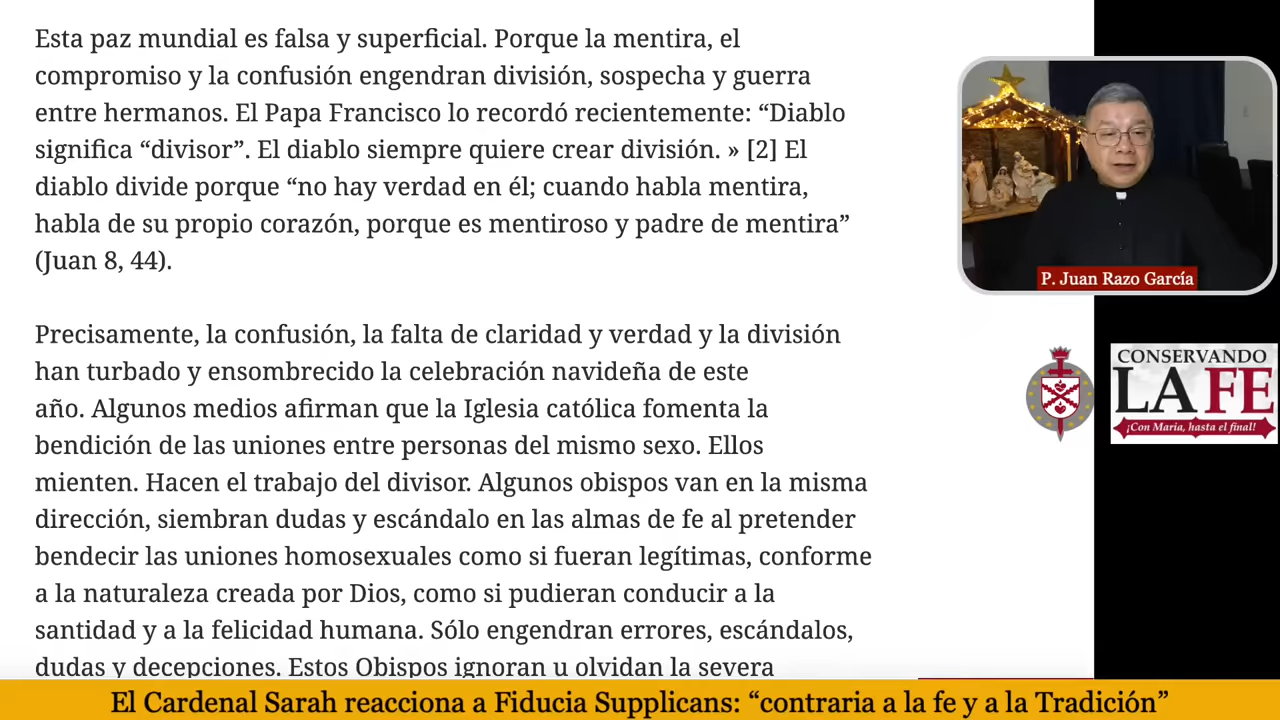 Esta paz mundial es falsa y superficial. Porque la mentira, el
compromiso y la confusión engendran división, sospecha y guerra
entre hermanos. El Papa Francisco lo recordó recientemente: “Diablo
significa “divisor”. El diablo siempre quiere crear división. » [2] El
diablo divide porque “no hay verdad en él; cuando habla mentira,
habla de su propio corazón, porque es mentiroso y padre de mentira”
(Juan 8, 44).
Precisamente, la confusión, la falta de claridad y verdad y la división
han turbado y ensombrecido la celebración navideña de este
año. Algunos medios afirman que la Iglesia católica fomenta la
bendición de las uniones entre personas del mismo sexo. Ellos
mienten. Hacen el trabajo del divisor. Algunos obispos van en la misma
dirección, siembran dudas y escándalo en las almas de fe al pretender
bendecir las uniones homosexuales como si fueran legítimas, conforme
a la naturaleza creada por Dios, como si pudieran conducir a la
santidad y a la felicidad humana. Sólo engendran errores, escándalos,
dudas y decepciones. Estos Obispos ignoran u olvidan la severa
P. Juan Razo García
CONSERVANDO
LA FE
¡Con Maria, hasta el final!
El Cardenal Sarah reacciona a Fiducia Supplicans: “contraria a la fe y a la Tradición”